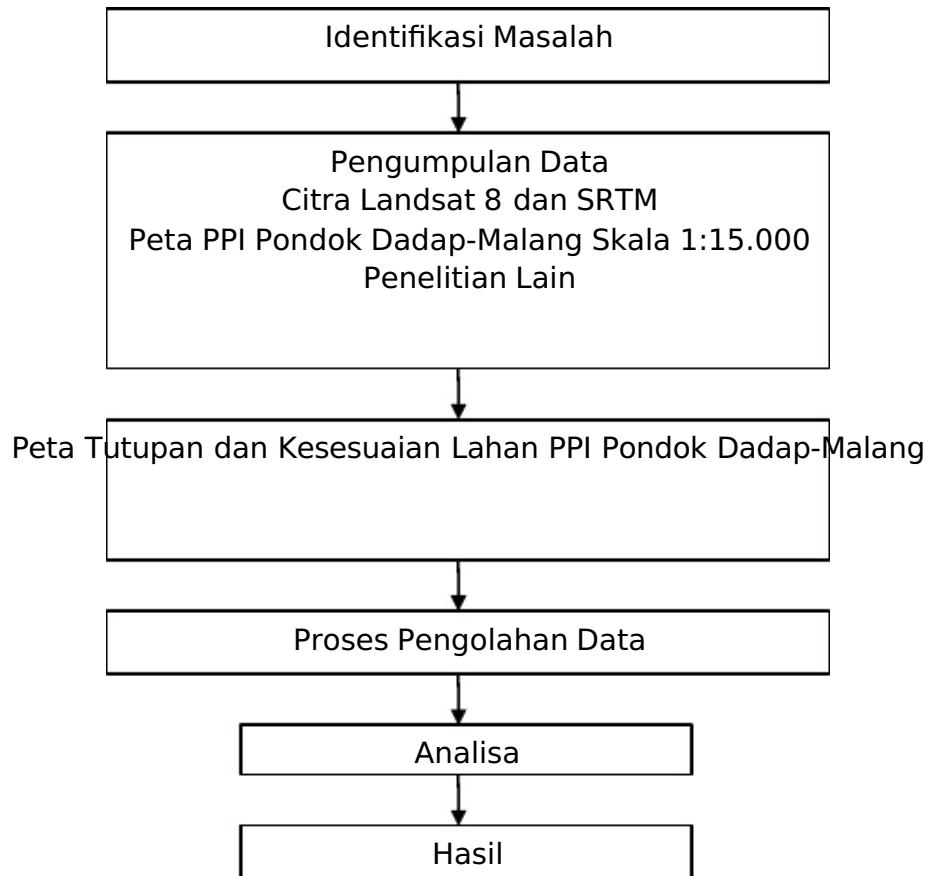 Identifikasi Masalah
Pengumpulan Data
Citra Landsat 8 dan SRTM
Peta PPI Pondok Dadap-Malang Skala 1:15.000
Penelitian Lain
Peta Tutupan dan Kesesuaian Lahan PPI Pondok Dadap-Malang
Proses Pengolahan Data
Analisa
Hasil